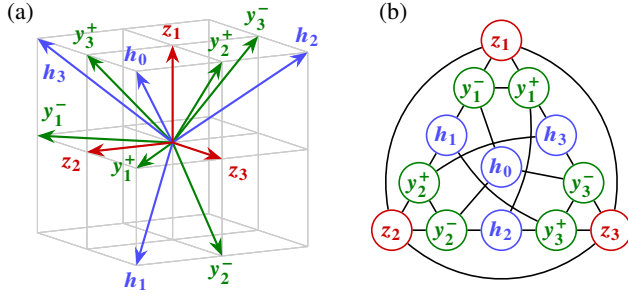 (a)
y₃⁺ z₁ y₂⁺ y₃⁻ h₂
h₃ h₀
y₁⁻
z₂ y₁⁺ z₃
h₁ y₂⁻
(b)
z₁
y₁⁻ y₁⁺
h₁ h₃
h₀
y₂⁺ y₃⁻
z₂ y₂⁻ h₂ y₃⁺ z₃